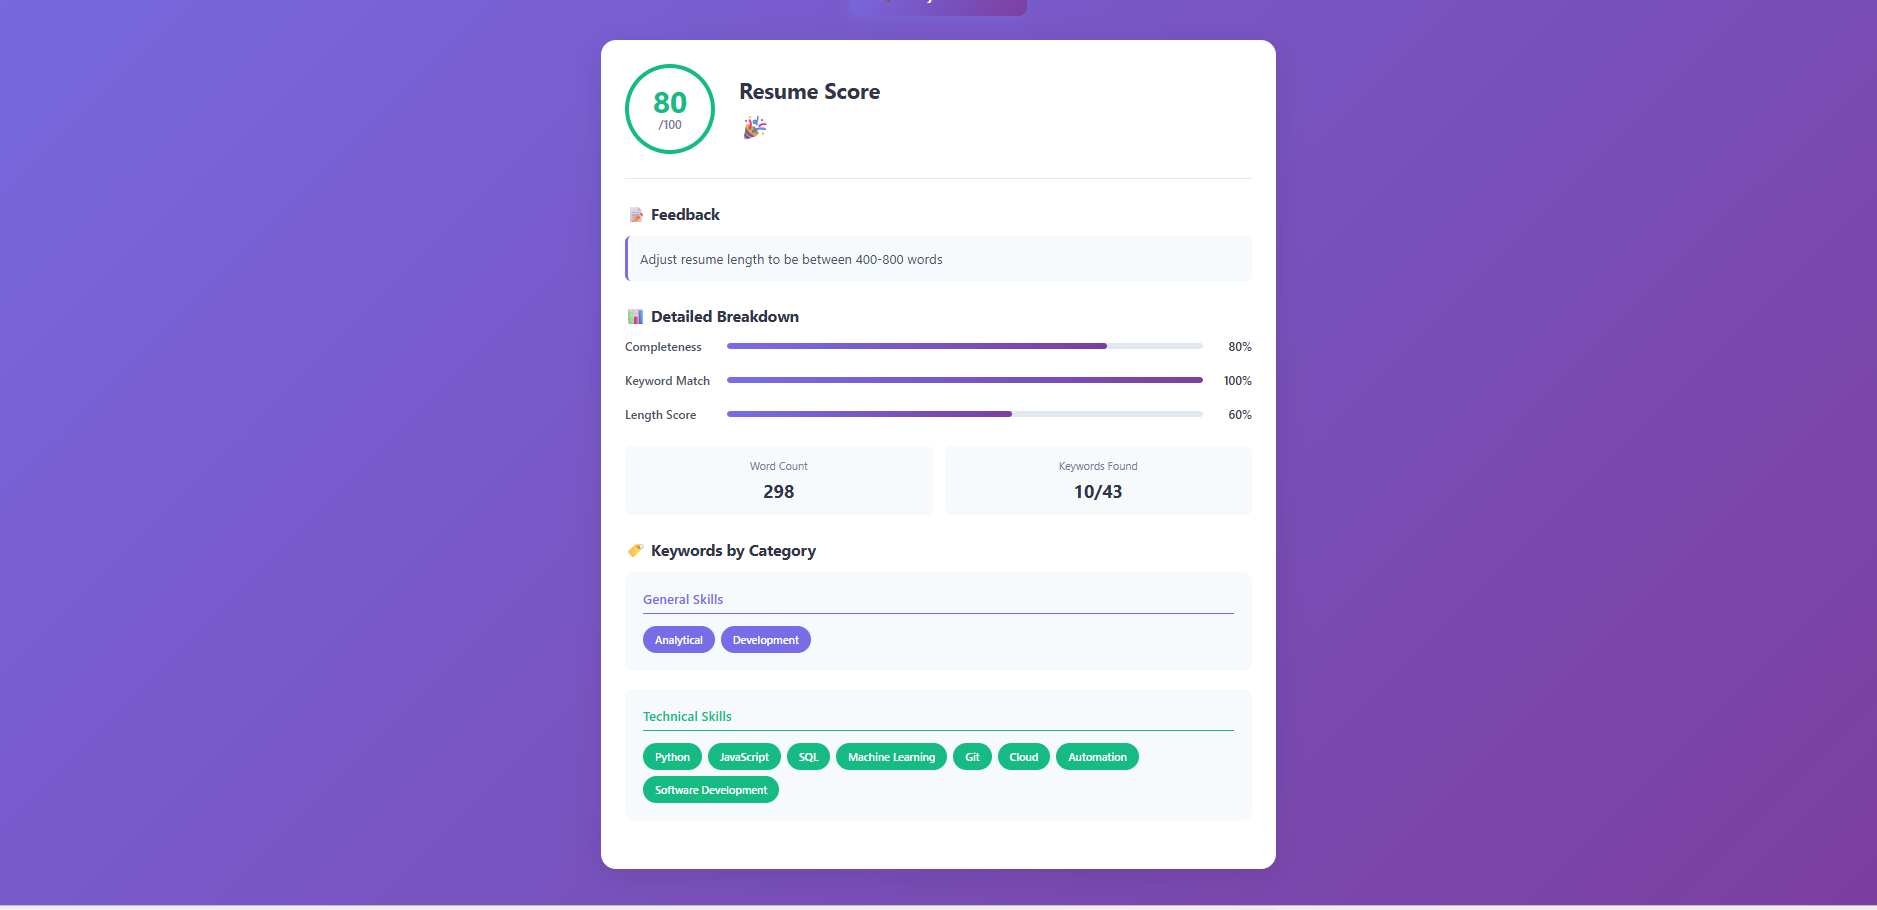 80
/100
Resume Score
Feedback
Adjust resume length to be between 400-800 words
Detailed Breakdown
Completeness 80%
Keyword Match 100%
Length Score 60%
Word Count
298
Keywords Found
10/43
Keywords by Category
General Skills
Analytical Development
Technical Skills
Python JavaScript SQL Machine Learning Git Cloud Automation
Software Development